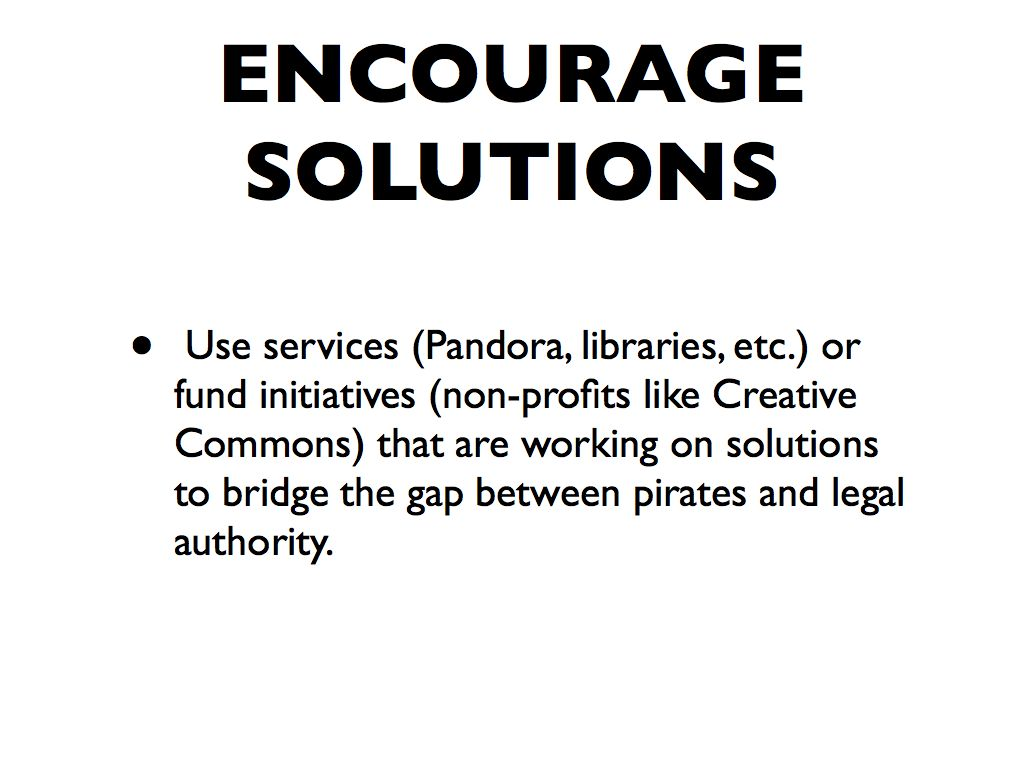 ENCOURAGE
SOLUTIONS
• Use services (Pandora, libraries, etc.) or
fund initiatives (non-profits like Creative
Commons) that are working on solutions
to bridge the gap between pirates and legal
authority.